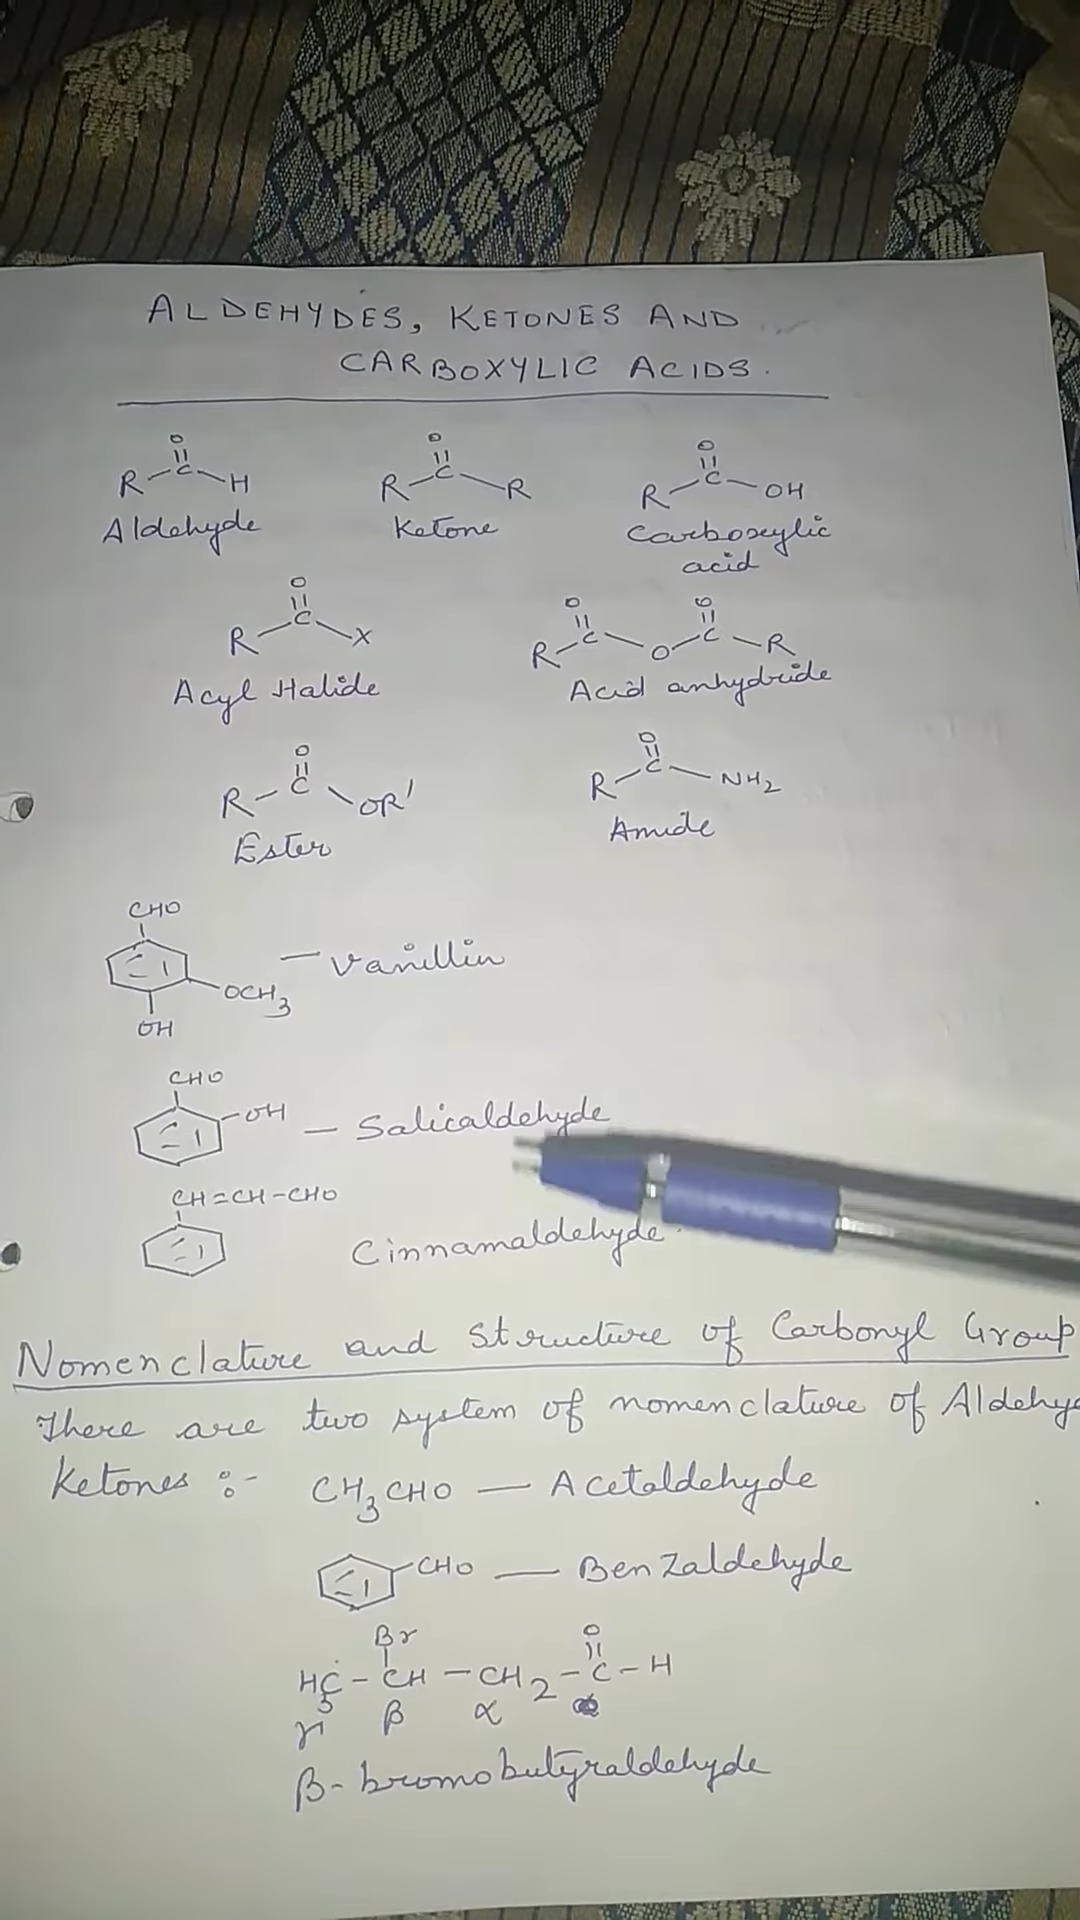 ALDEHYDES, KETONES AND
CARBOXYLIC ACIDS.
O O O
R C H R C R R C OH
Aldehyde Ketone Carboxylic
acid
O O O
R C X R C O C R
Acyl Halide Acid anhydride
O O
R C OR' R C NH2
Ester Amide
CHO
OCH3 – Vanillin
OH
CHO
OH – Salicaldehyde
CH=CH-CHO
Cinnamaldehyde.
Nomenclature and Structure of Carbonyl Group
There are two system of nomenclature of Aldehy
Ketones :- CH3CHO — Acetaldehyde
CHO — Benzaldehyde
Br O
H3C - CH - CH2 - C - H
γ β α
β- bromobutyraldehyde